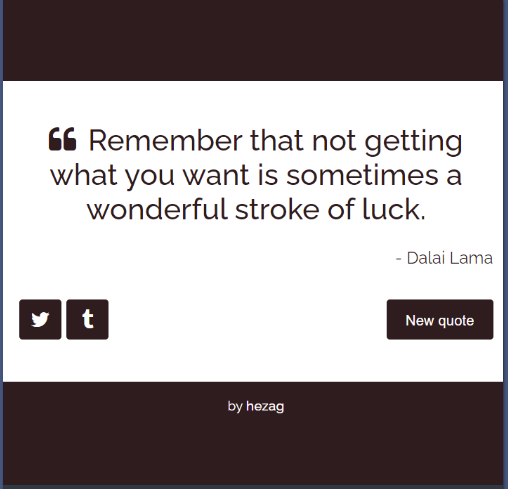 ❝ Remember that not getting
what you want is sometimes a
wonderful stroke of luck.
- Dalai Lama
t
New quote
by hezag